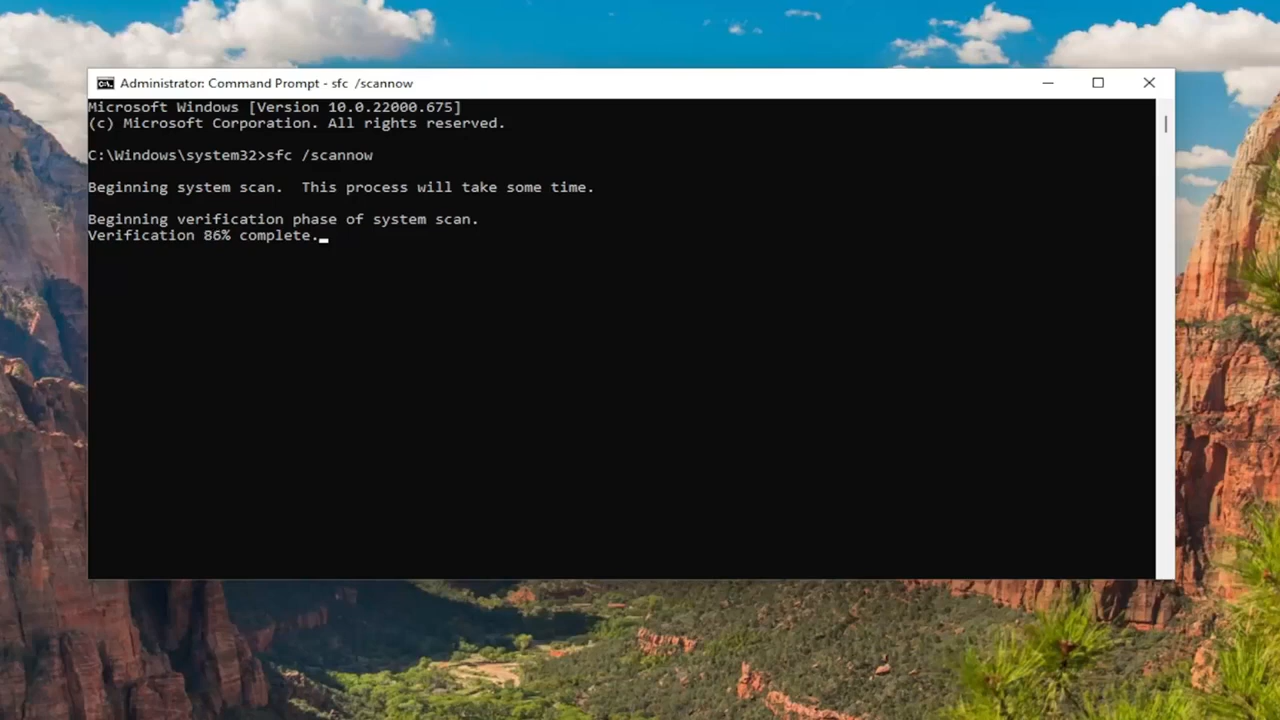 Administrator: Command Prompt - sfc  /scannow
Microsoft Windows [Version 10.0.22000.675]
(c) Microsoft Corporation. All rights reserved.
C:\Windows\system32>sfc /scannow
Beginning system scan.  This process will take some time.
Beginning verification phase of system scan.
Verification 86% complete.